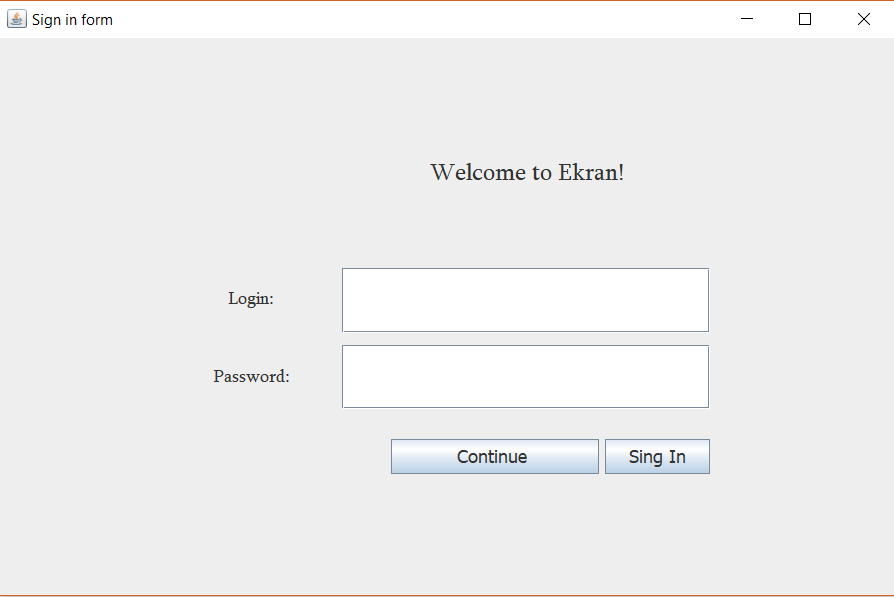 Sign in form
Welcome to Ekran!
Login:
Password:
Continue
Sing In